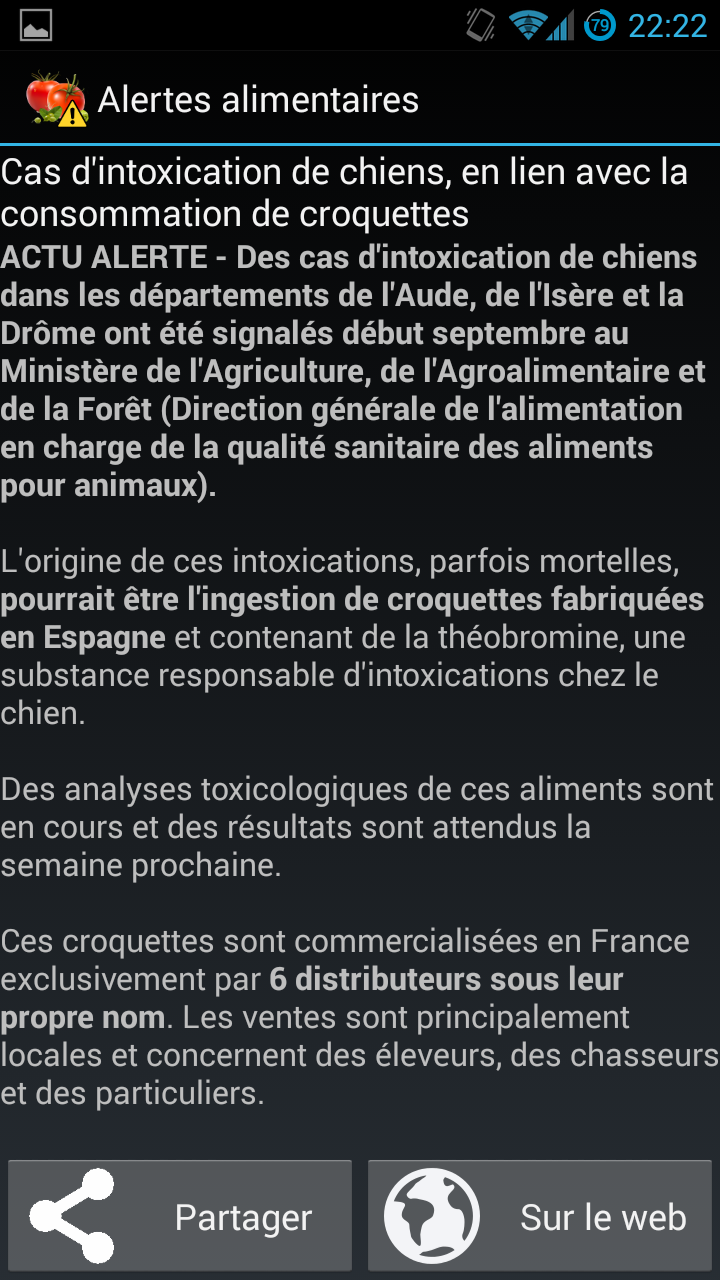 79 22:22
Alertes alimentaires
Cas d'intoxication de chiens, en lien avec la
consommation de croquettes
ACTU ALERTE - Des cas d'intoxication de chiens
dans les départements de l'Aude, de l'Isère et la
Drôme ont été signalés début septembre au
Ministère de l'Agriculture, de l'Agroalimentaire et
de la Forêt (Direction générale de l'alimentation
en charge de la qualité sanitaire des aliments
pour animaux).
L'origine de ces intoxications, parfois mortelles,
pourrait être l'ingestion de croquettes fabriquées
en Espagne et contenant de la théobromine, une
substance responsable d'intoxications chez le
chien.
Des analyses toxicologiques de ces aliments sont
en cours et des résultats sont attendus la
semaine prochaine.
Ces croquettes sont commercialisées en France
exclusivement par 6 distributeurs sous leur
propre nom. Les ventes sont principalement
locales et concernent des éleveurs, des chasseurs
et des particuliers.
Partager Sur le web